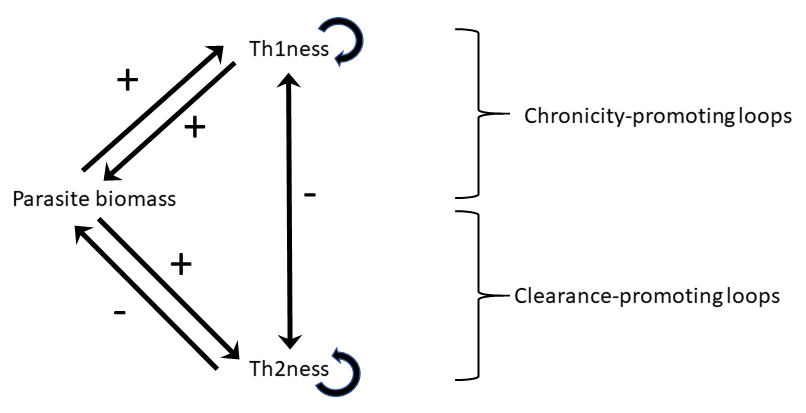 Th1ness
+
+
Chronicity-promoting loops
Parasite biomass
-
+
-
Clearance-promoting loops
Th2ness